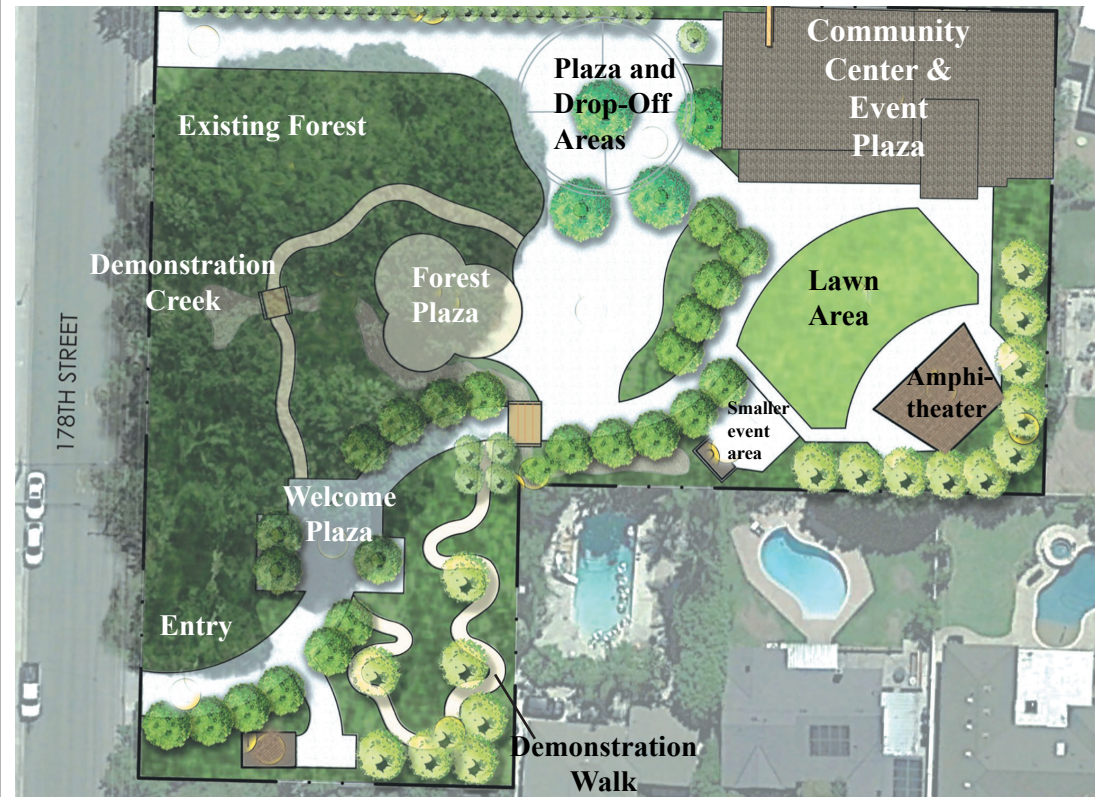 Community
Center &
Event
Plaza
Plaza and
Drop-Off
Areas
Existing Forest
Demonstration
Creek
Forest
Plaza
Lawn
Area
178TH STREET
Amphi-
theater
Smaller
event
area
Welcome
Plaza
Entry
Demonstration
Walk